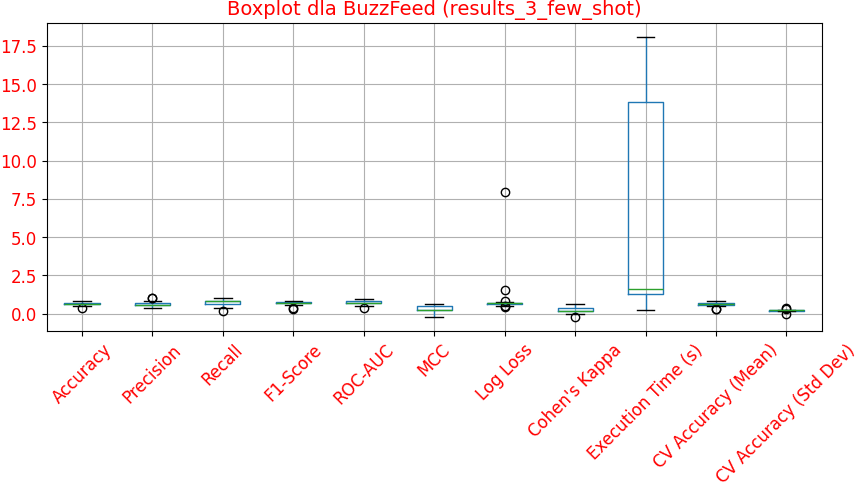 Boxplot dla BuzzFeed (results_3_few_shot)
17.5
15.0
12.5
10.0
7.5
5.0
2.5
0.0
Accuracy
Precision
Recall
F1-Score
ROC-AUC
MCC
Log Loss
Cohen's Kappa
Execution Time (s)
CV Accuracy (Mean)
CV Accuracy (Std Dev)